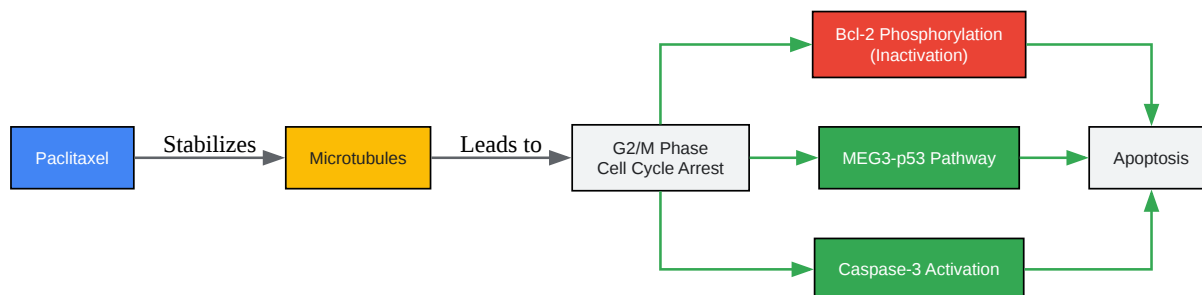 Paclitaxel
Stabilizes
Microtubules
Leads to
G2/M Phase
Cell Cycle Arrest
Bcl-2 Phosphorylation
(Inactivation)
MEG3-p53 Pathway
Caspase-3 Activation
Apoptosis